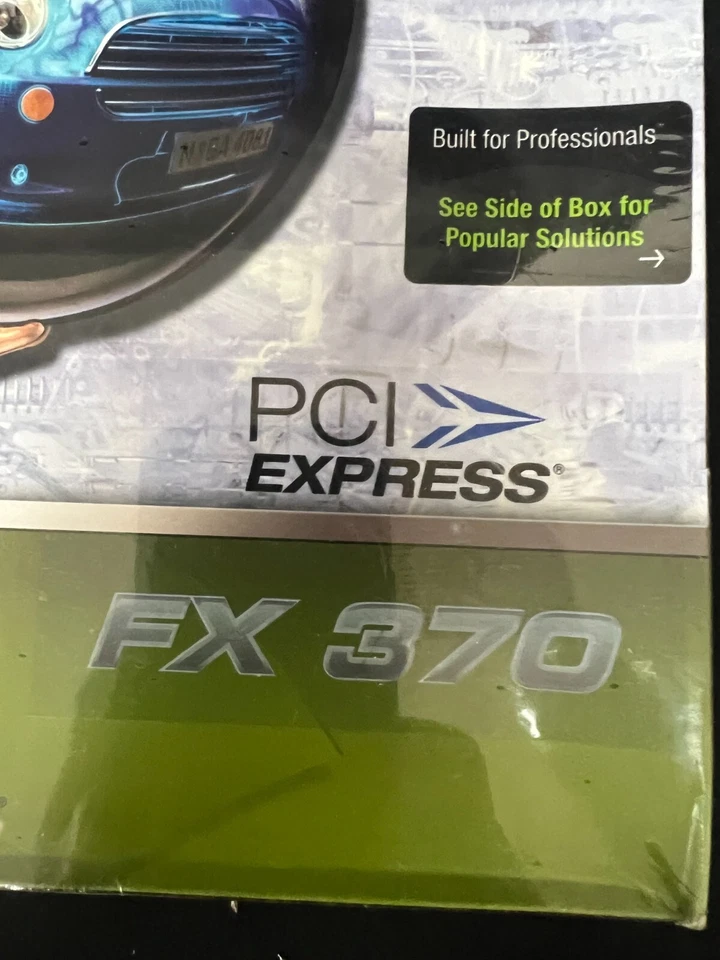 Built for Professionals
See Side of Box for
Popular Solutions
→
PCI
EXPRESS®
FX 370